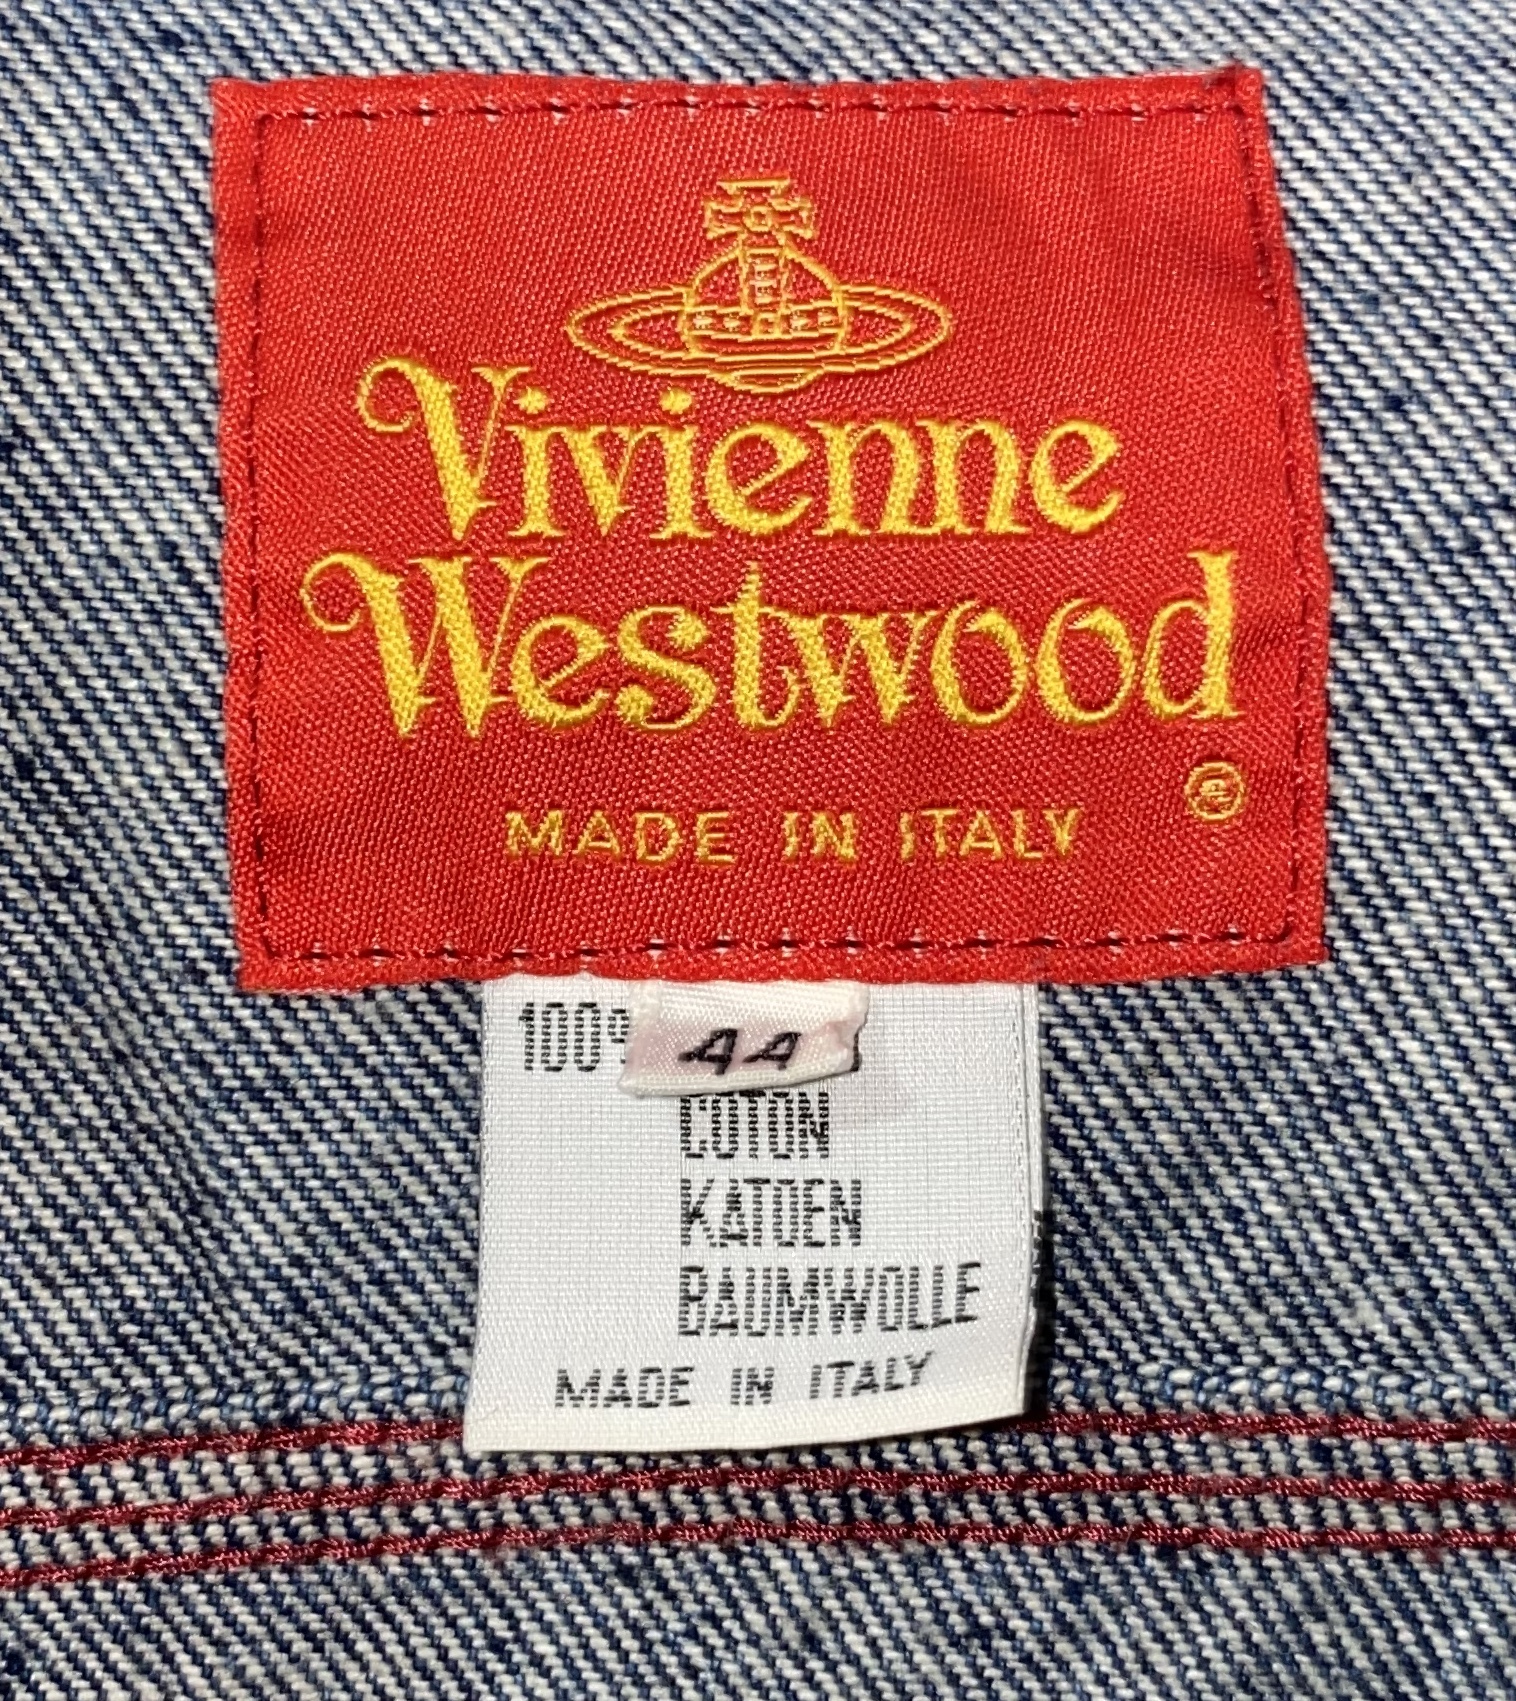 Vivienne
Westwood
®
MADE IN ITALY
100%
44
COTON
KATOEN
BAUMWOLLE
MADE IN ITALY